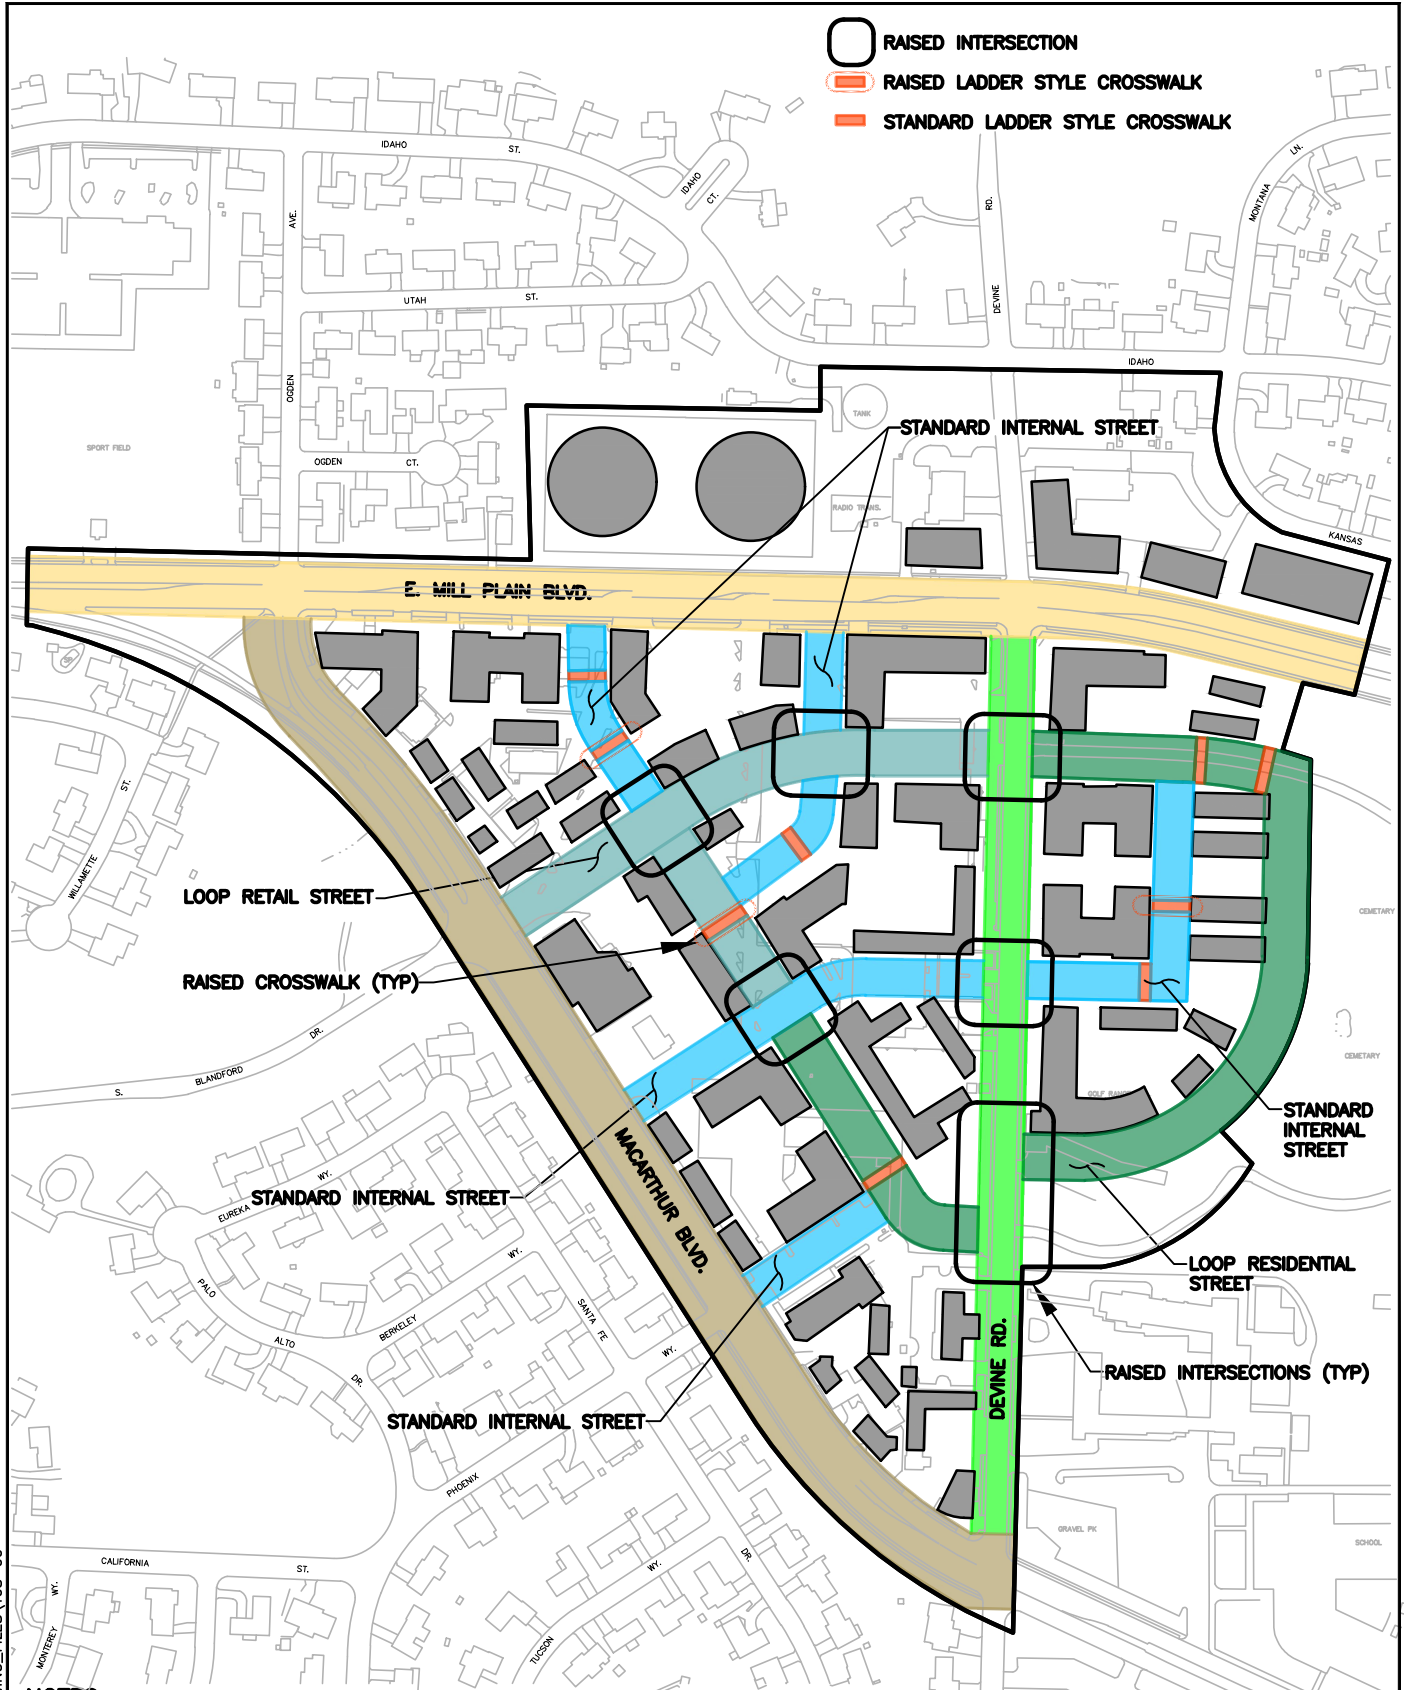 RAISED INTERSECTION
RAISED LADDER STYLE CROSSWALK
STANDARD LADDER STYLE CROSSWALK
IDAHO ST.
IDAHO CT.
AVE.
OGDEN
UTAH ST.
RD.
DEVINE
MONTANA
LN.
IDAHO
TANK
STANDARD INTERNAL STREET
SPORT FIELD
OGDEN CT.
RADIO TRANS.
KANSAS
E. MILL PLAIN BLVD.
ST.
WILLAMETTE
LOOP RETAIL STREET
CEMETARY
RAISED CROSSWALK (TYP)
DR.
S. BLANDFORD
CEMETARY
GOLF RANGE
STANDARD
INTERNAL
STREET
MACARTHUR BLVD.
WY.
EUREKA
STANDARD INTERNAL STREET
WY.
LOOP RESIDENTIAL
STREET
PALO
ALTO
DR.
BERKELEY
SANTA FE
WY.
DEVINE RD.
RAISED INTERSECTIONS (TYP)
STANDARD INTERNAL STREET
PHOENIX
GRAVEL PK
SCHOOL
CALIFORNIA ST.
WY.
DR.
WY.
MONTEREY
TUCSON